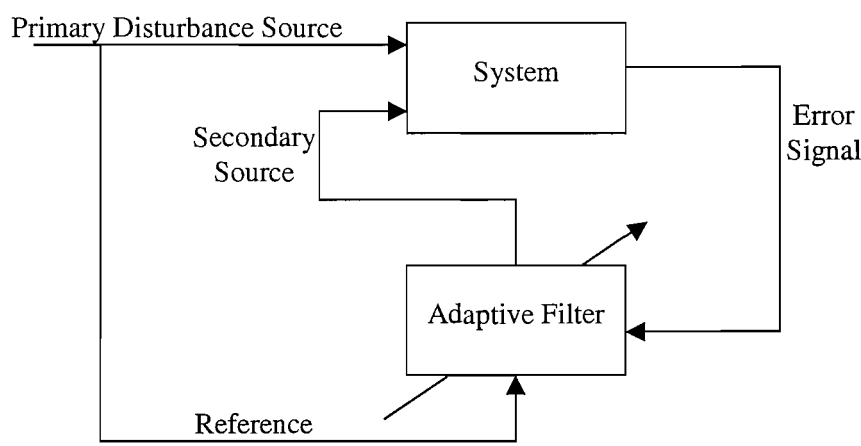 Primary Disturbance Source
System
Error
Signal
Secondary
Source
Adaptive Filter
Reference